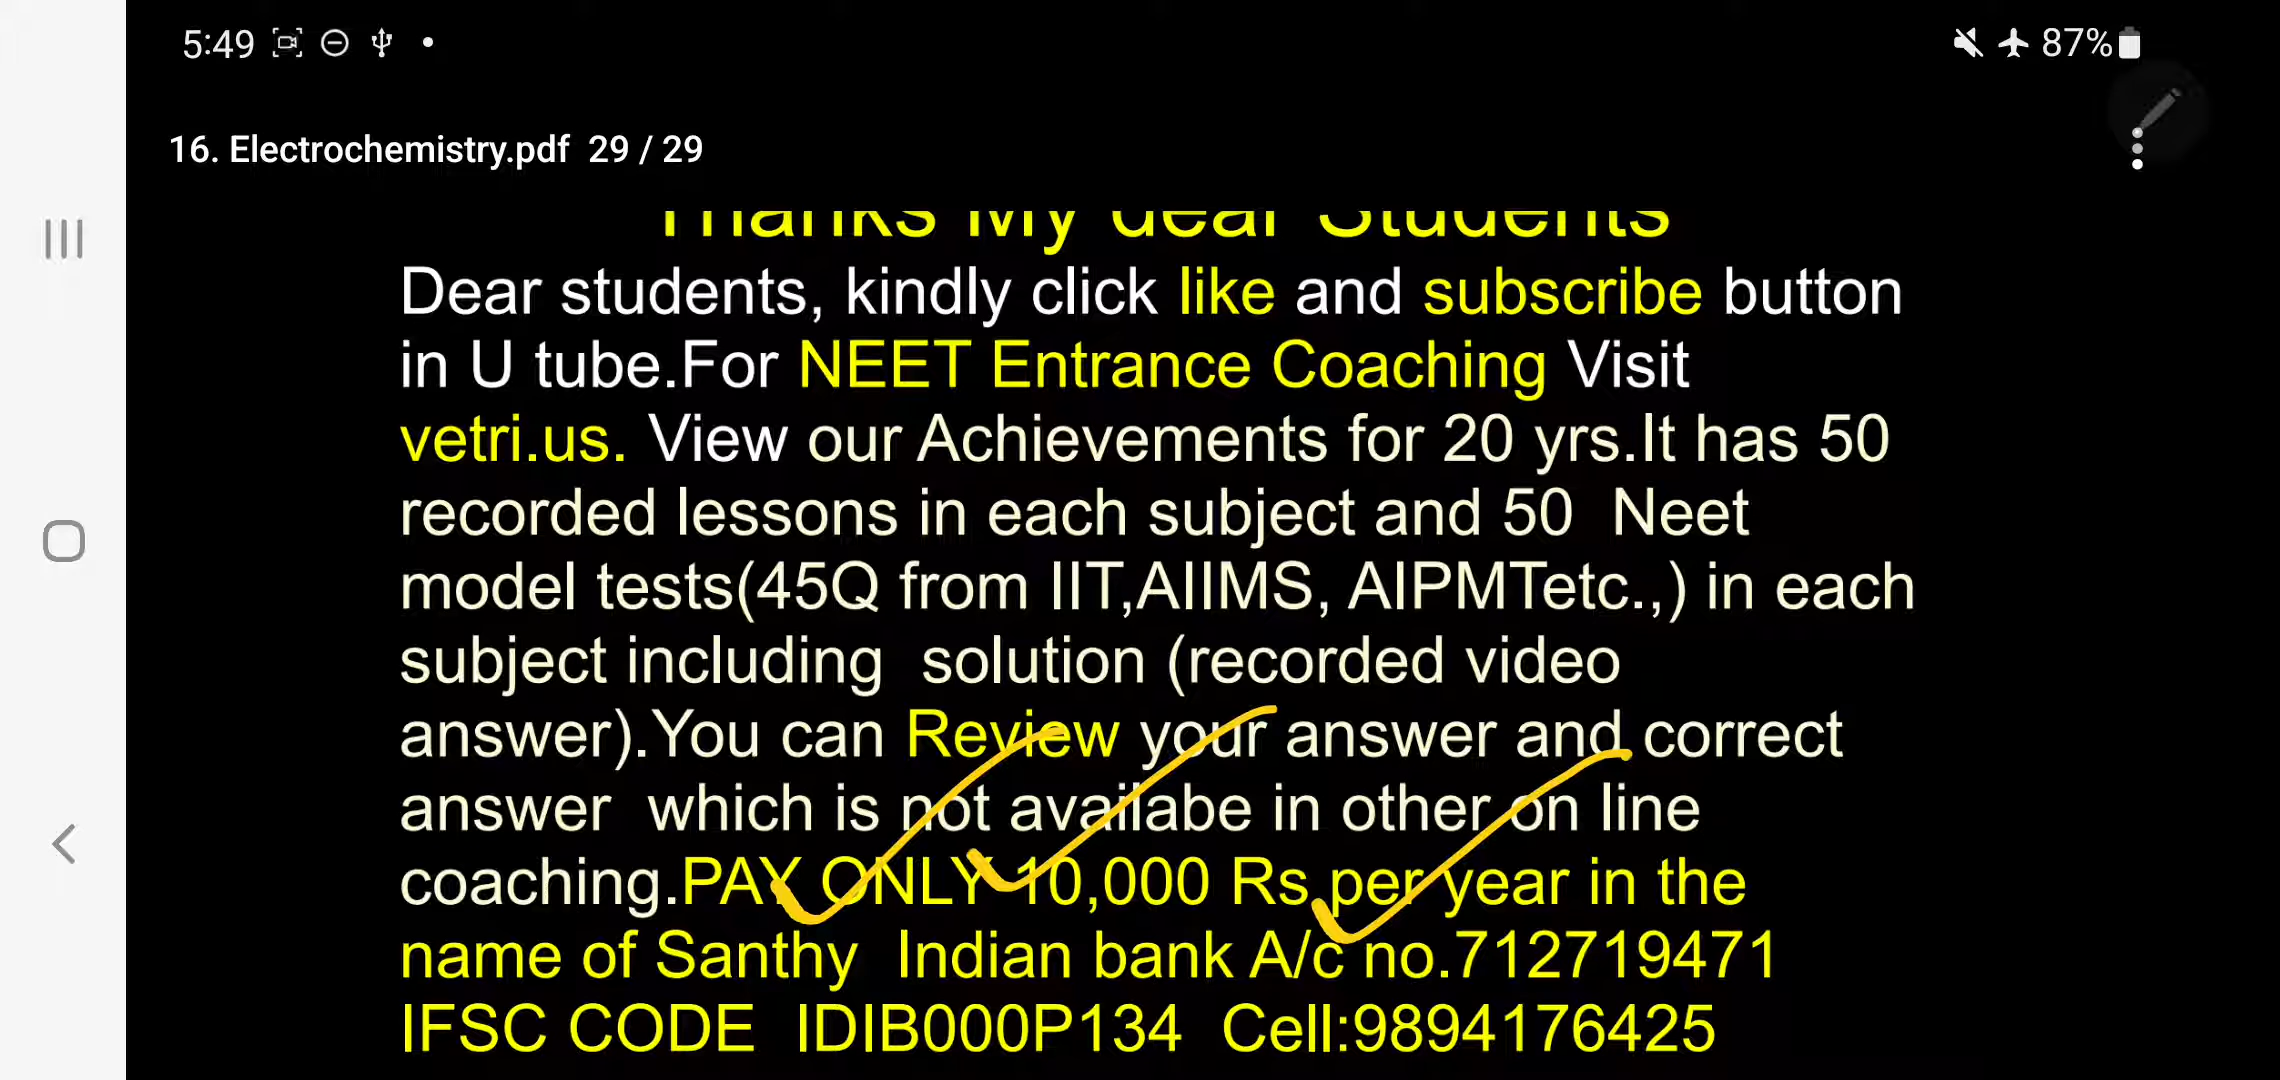 5:49
87%
16. Electrochemistry.pdf 29 / 29
Thanks My dear Students
Dear students, kindly click like and subscribe button
in U tube.For NEET Entrance Coaching Visit
vetri.us. View our Achievements for 20 yrs.It has 50
recorded lessons in each subject and 50 Neet
model tests(45Q from IIT,AIIMS, AIPMTetc.,) in each
subject including solution (recorded video
answer).You can Review your answer and correct
answer which is not availabe in other on line
coaching.PAY ONLY 10,000 Rs per year in the
name of Santhy Indian bank A/c no.712719471
IFSC CODE IDIB000P134 Cell:9894176425